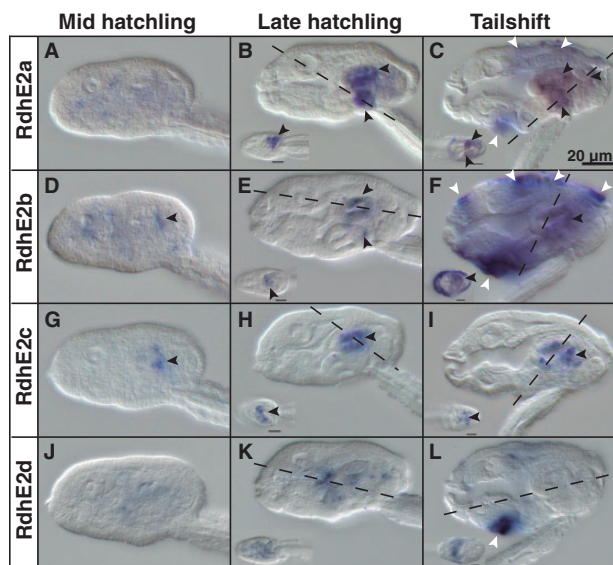 Mid hatchling Late hatchling Tailshift
RdhE2a
A B C
20 µm
RdhE2b
D E F
RdhE2c
G H I
RdhE2d
J K L